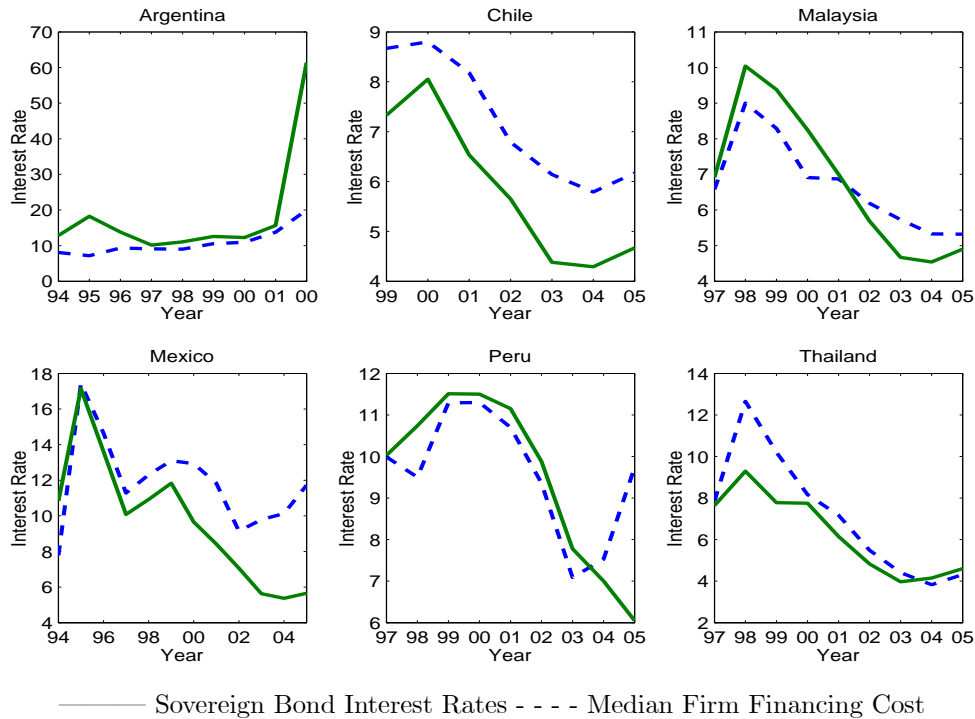 Argentina
70
60
50
40
30
20
10
0
Interest Rate
94 95 96 97 98 99 00 01 00
Year
Chile
9
8
7
6
5
4
Interest Rate
99 00 01 02 03 04 05
Year
Malaysia
11
10
9
8
7
6
5
4
Interest Rate
97 98 99 00 01 02 03 04 05
Year
Mexico
18
16
14
12
10
8
6
4
Interest Rate
94 96 98 00 02 04
Year
Peru
12
11
10
9
8
7
6
Interest Rate
97 98 99 00 01 02 03 04 05
Year
Thailand
14
12
10
8
6
4
2
Interest Rate
97 98 99 00 01 02 03 04 05
Year
Sovereign Bond Interest Rates - - - - Median Firm Financing Cost